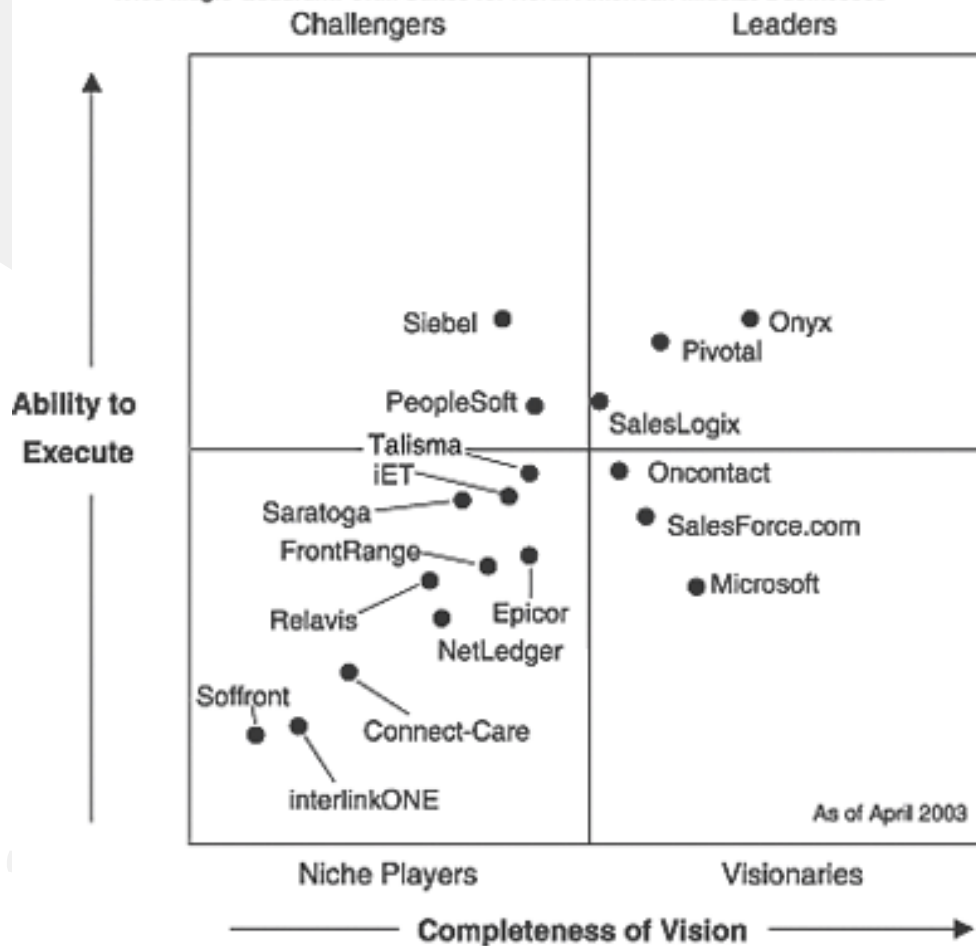 Challengers
Leaders
Siebel
Onyx
Pivotal
Ability to
Execute
PeopleSoft
SalesLogix
Talisma
iET
Oncontact
Saratoga
SalesForce.com
FrontRange
Microsoft
Relavis
Epicor
NetLedger
Soffront
Connect-Care
interlinkONE
As of April 2003
Niche Players
Visionaries
Completeness of Vision